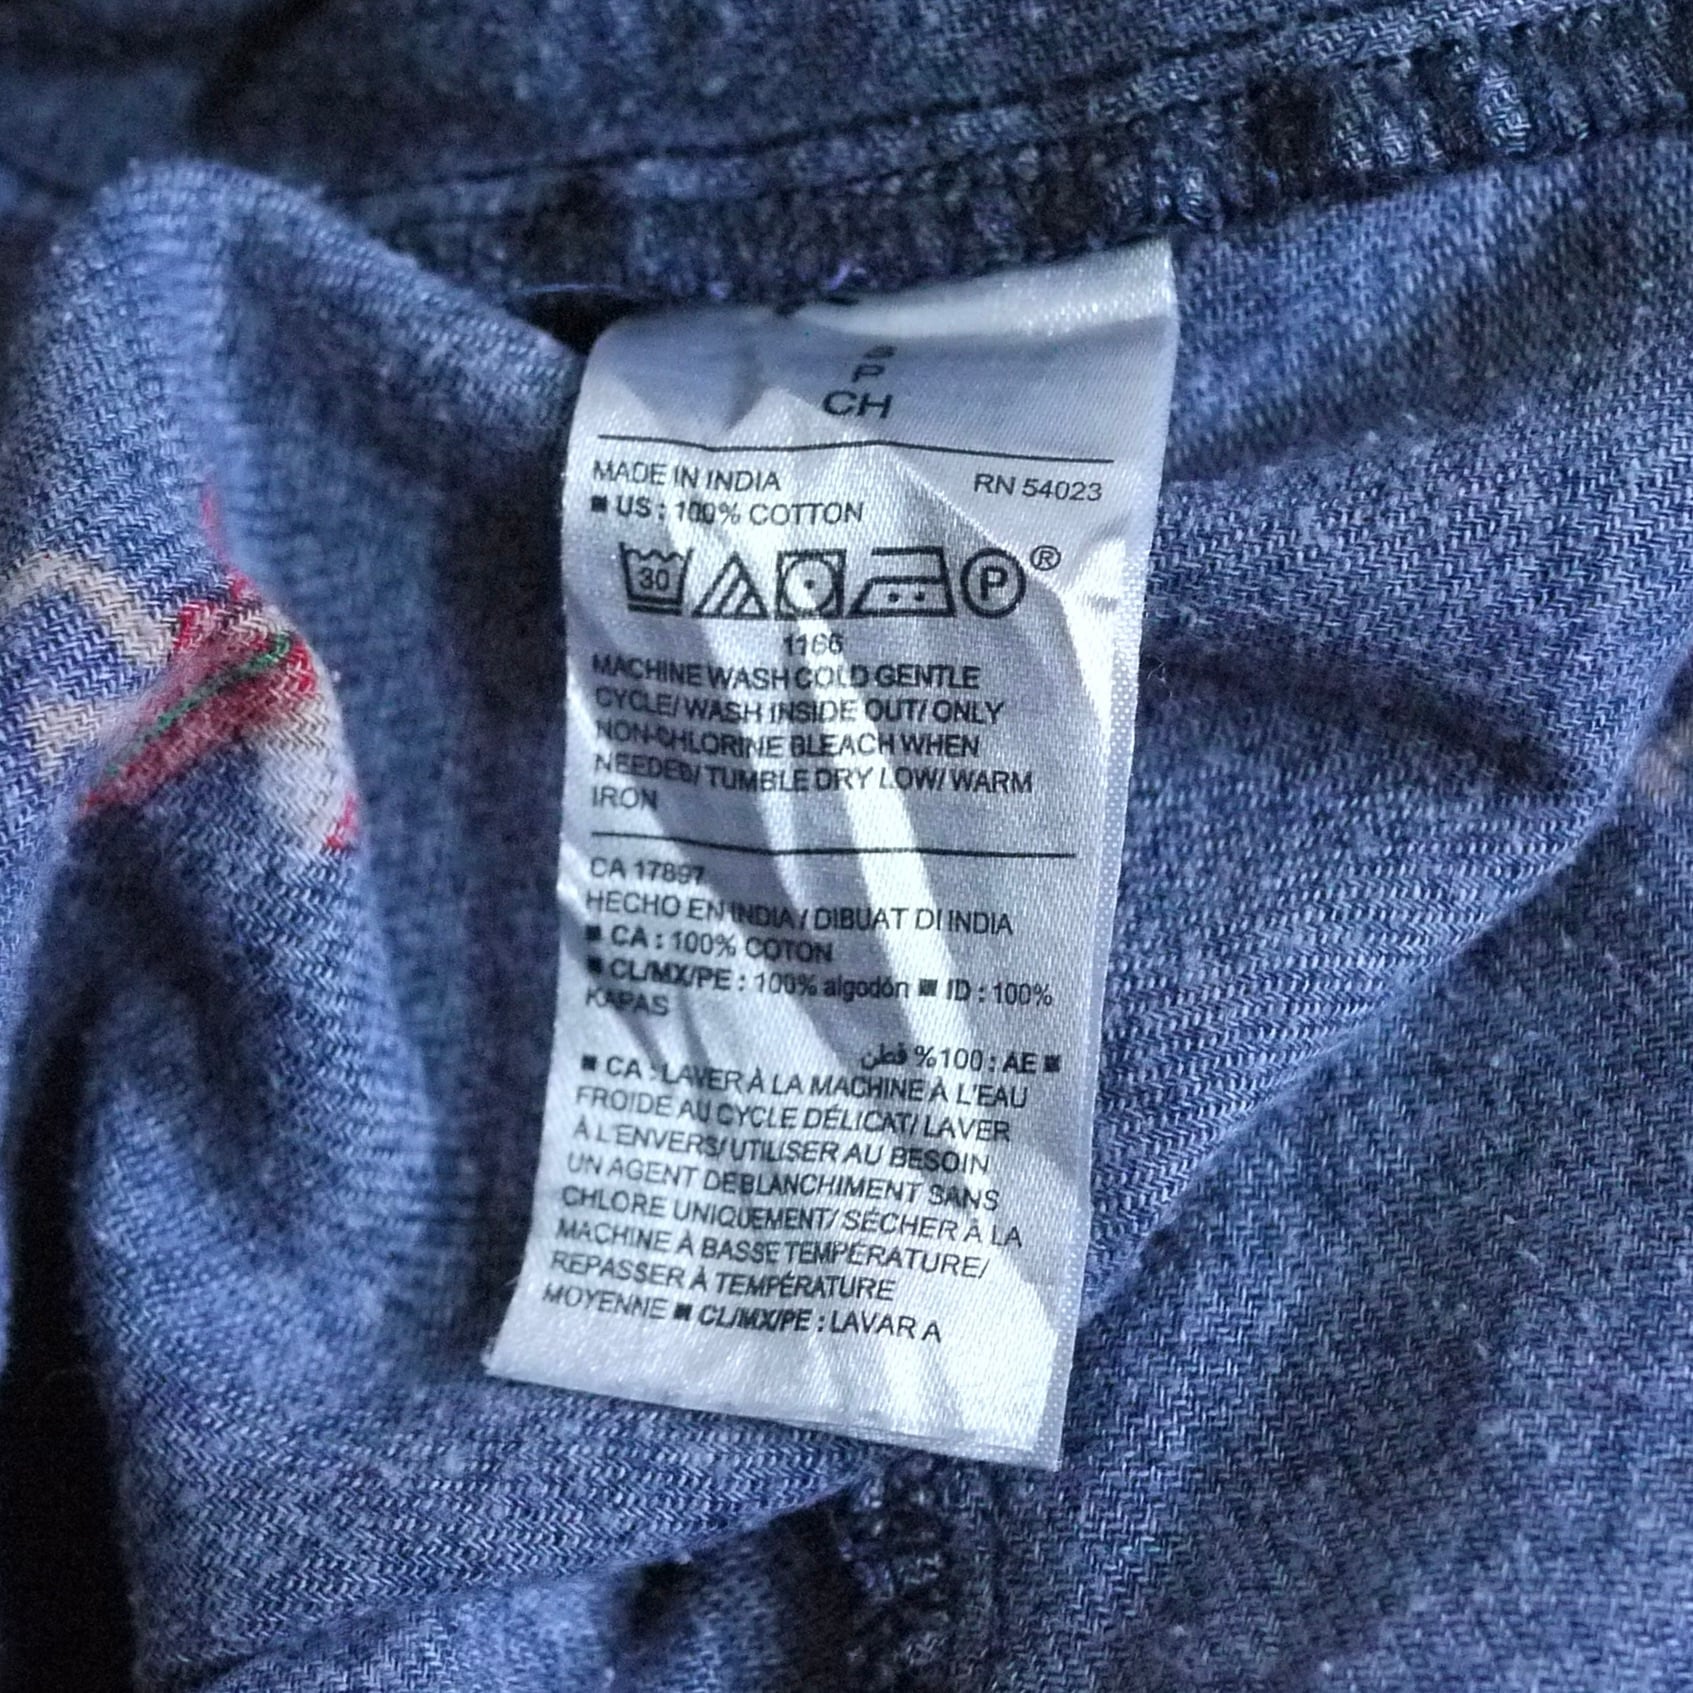 S
P
CH
MADE IN INDIA RN 54023
■ US : 100% COTTON
30 P ®
1166
MACHINE WASH COLD GENTLE
CYCLE/ WASH INSIDE OUT/ ONLY
NON-CHLORINE BLEACH WHEN
NEEDED/ TUMBLE DRY LOW/ WARM
IRON
CA 17897
HECHO EN INDIA / DIBUAT DI INDIA
■ CA : 100% COTON
■ CL/MX/PE : 100% algodón ■ ID : 100%
KAPAS
■ AE : 100% قطن
■ CA : LAVER À LA MACHINE À L'EAU
FROIDE AU CYCLE DÉLICAT/ LAVER
À L'ENVERS/ UTILISER AU BESOIN
UN AGENT DE BLANCHIMENT SANS
CHLORE UNIQUEMENT/ SÉCHER À LA
MACHINE À BASSE TEMPÉRATURE/
REPASSER À TEMPÉRATURE
MOYENNE ■ CL/MX/PE : LAVAR A